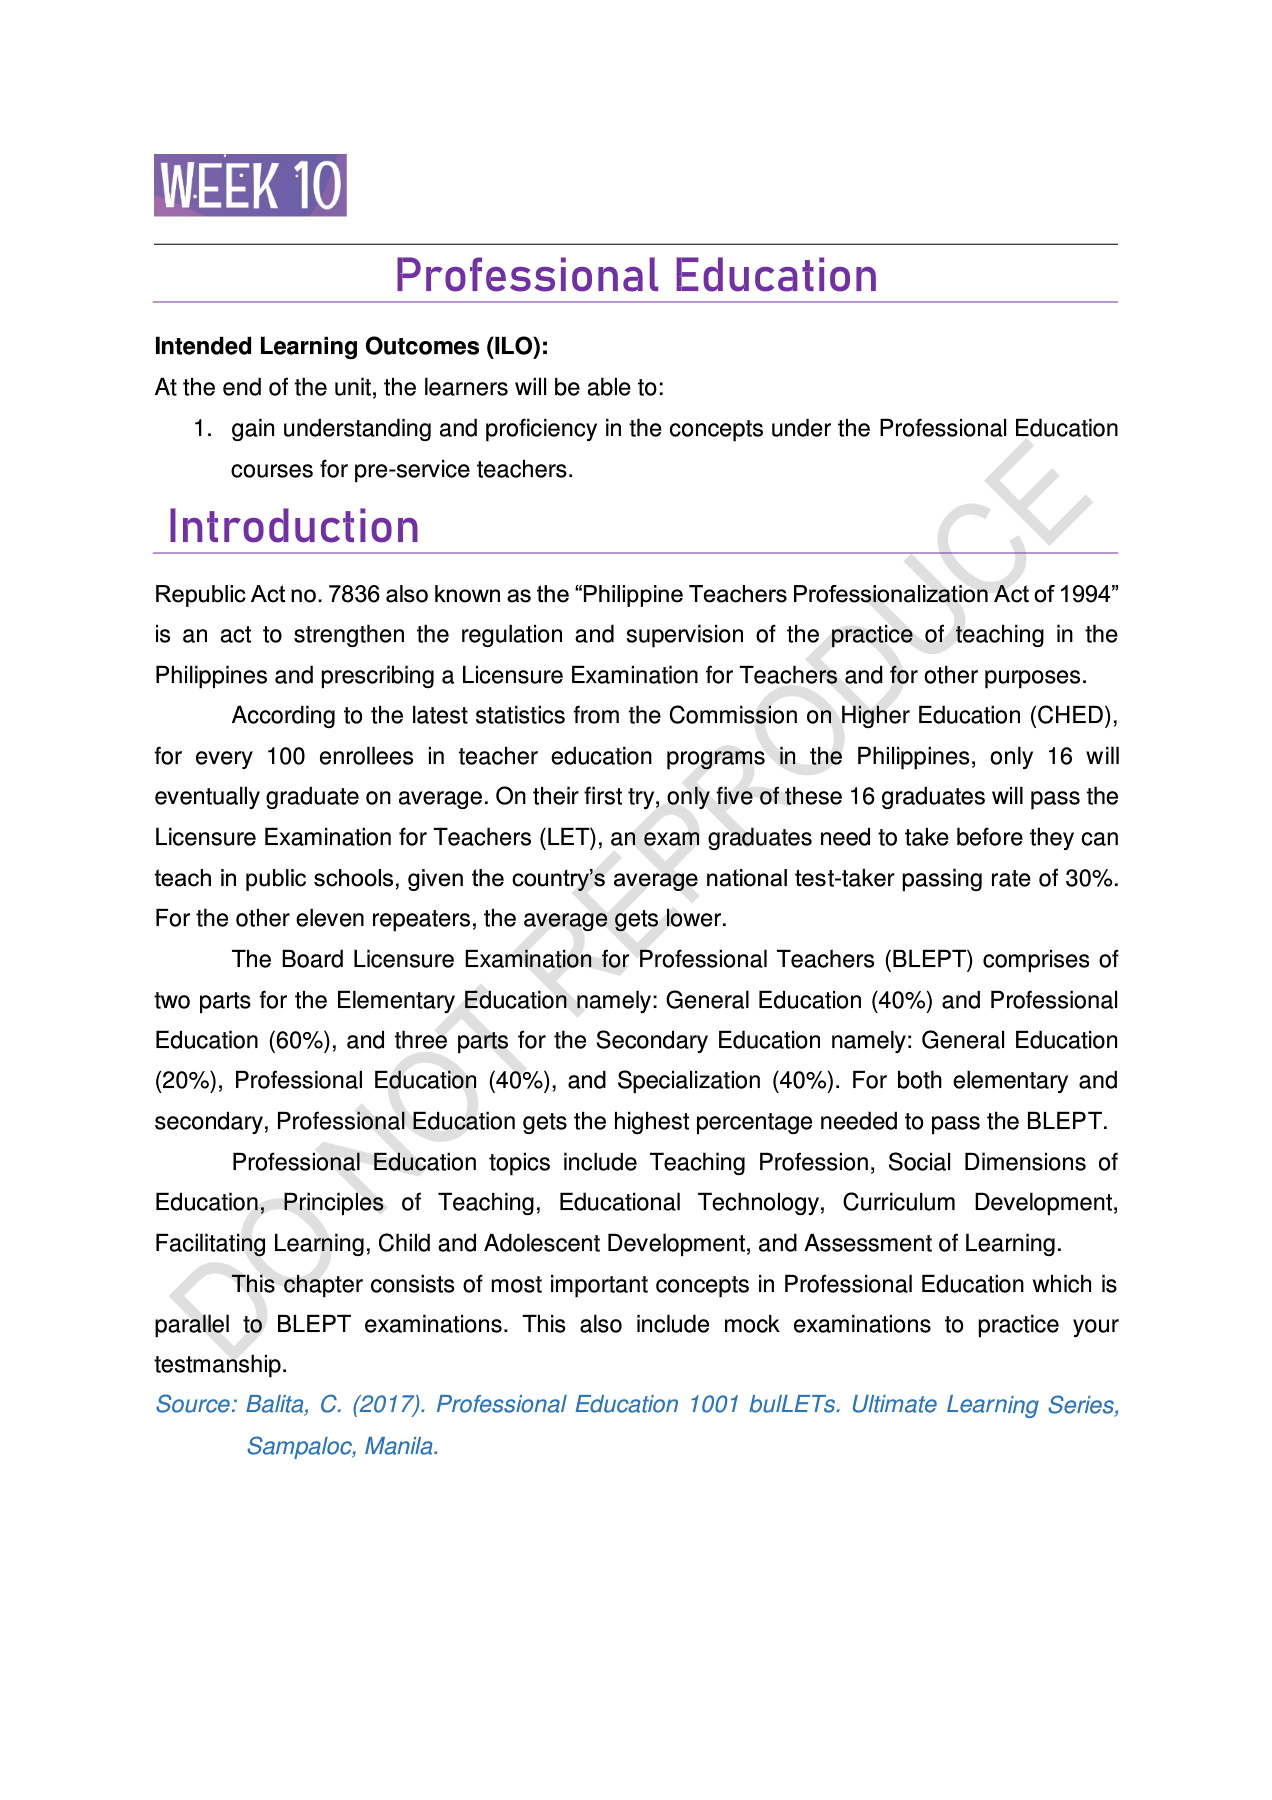 WEEK 10
Professional Education
Intended Learning Outcomes (ILO):
At the end of the unit, the learners will be able to:
1. gain understanding and proficiency in the concepts under the Professional Education
courses for pre-service teachers.
Introduction
Republic Act no. 7836 also known as the “Philippine Teachers Professionalization Act of 1994”
is an act to strengthen the regulation and supervision of the practice of teaching in the
Philippines and prescribing a Licensure Examination for Teachers and for other purposes.
According to the latest statistics from the Commission on Higher Education (CHED),
for every 100 enrollees in teacher education programs in the Philippines, only 16 will
eventually graduate on average. On their first try, only five of these 16 graduates will pass the
Licensure Examination for Teachers (LET), an exam graduates need to take before they can
teach in public schools, given the country’s average national test-taker passing rate of 30%.
For the other eleven repeaters, the average gets lower.
The Board Licensure Examination for Professional Teachers (BLEPT) comprises of
two parts for the Elementary Education namely: General Education (40%) and Professional
Education (60%), and three parts for the Secondary Education namely: General Education
(20%), Professional Education (40%), and Specialization (40%). For both elementary and
secondary, Professional Education gets the highest percentage needed to pass the BLEPT.
Professional Education topics include Teaching Profession, Social Dimensions of
Education, Principles of Teaching, Educational Technology, Curriculum Development,
Facilitating Learning, Child and Adolescent Development, and Assessment of Learning.
This chapter consists of most important concepts in Professional Education which is
parallel to BLEPT examinations. This also include mock examinations to practice your
testmanship.
Source: Balita, C. (2017). Professional Education 1001 bulLETs. Ultimate Learning Series,
Sampaloc, Manila.
DO NOT REPRODUCE